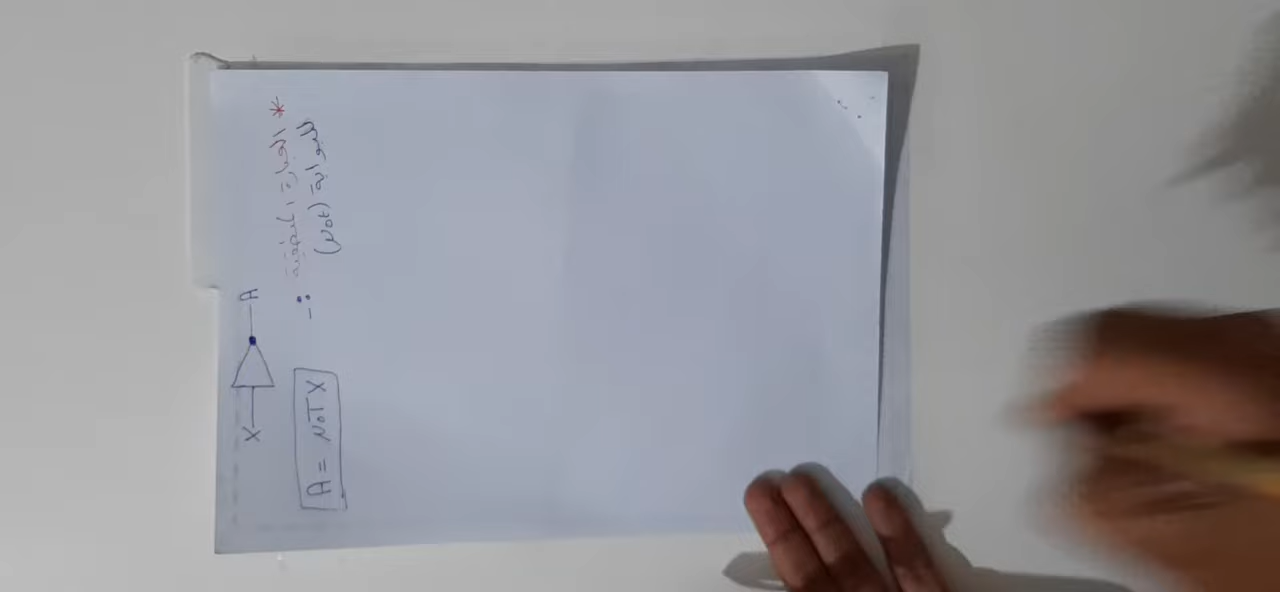 * العبارة المنطقية
للبوابة (NOT) :-
X A
A = NOT X